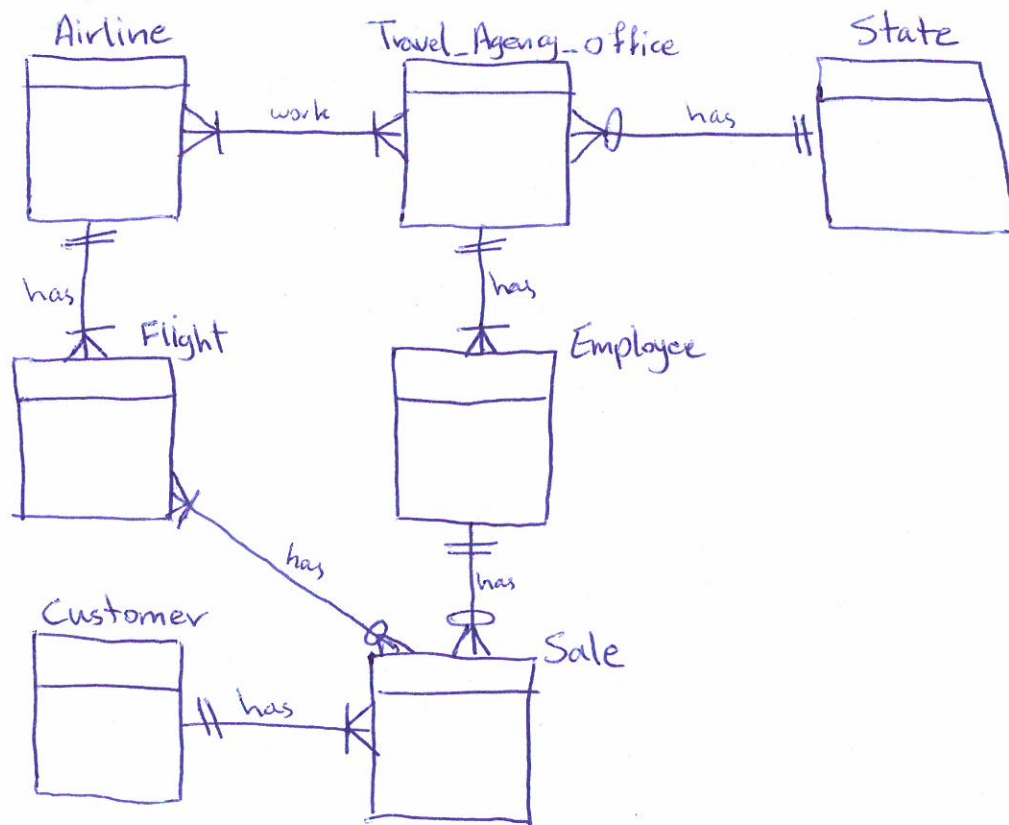 Airline
Travel_Agency_office
State
work
has
has
has
Flight
Employee
has
has
Customer
Sale
has